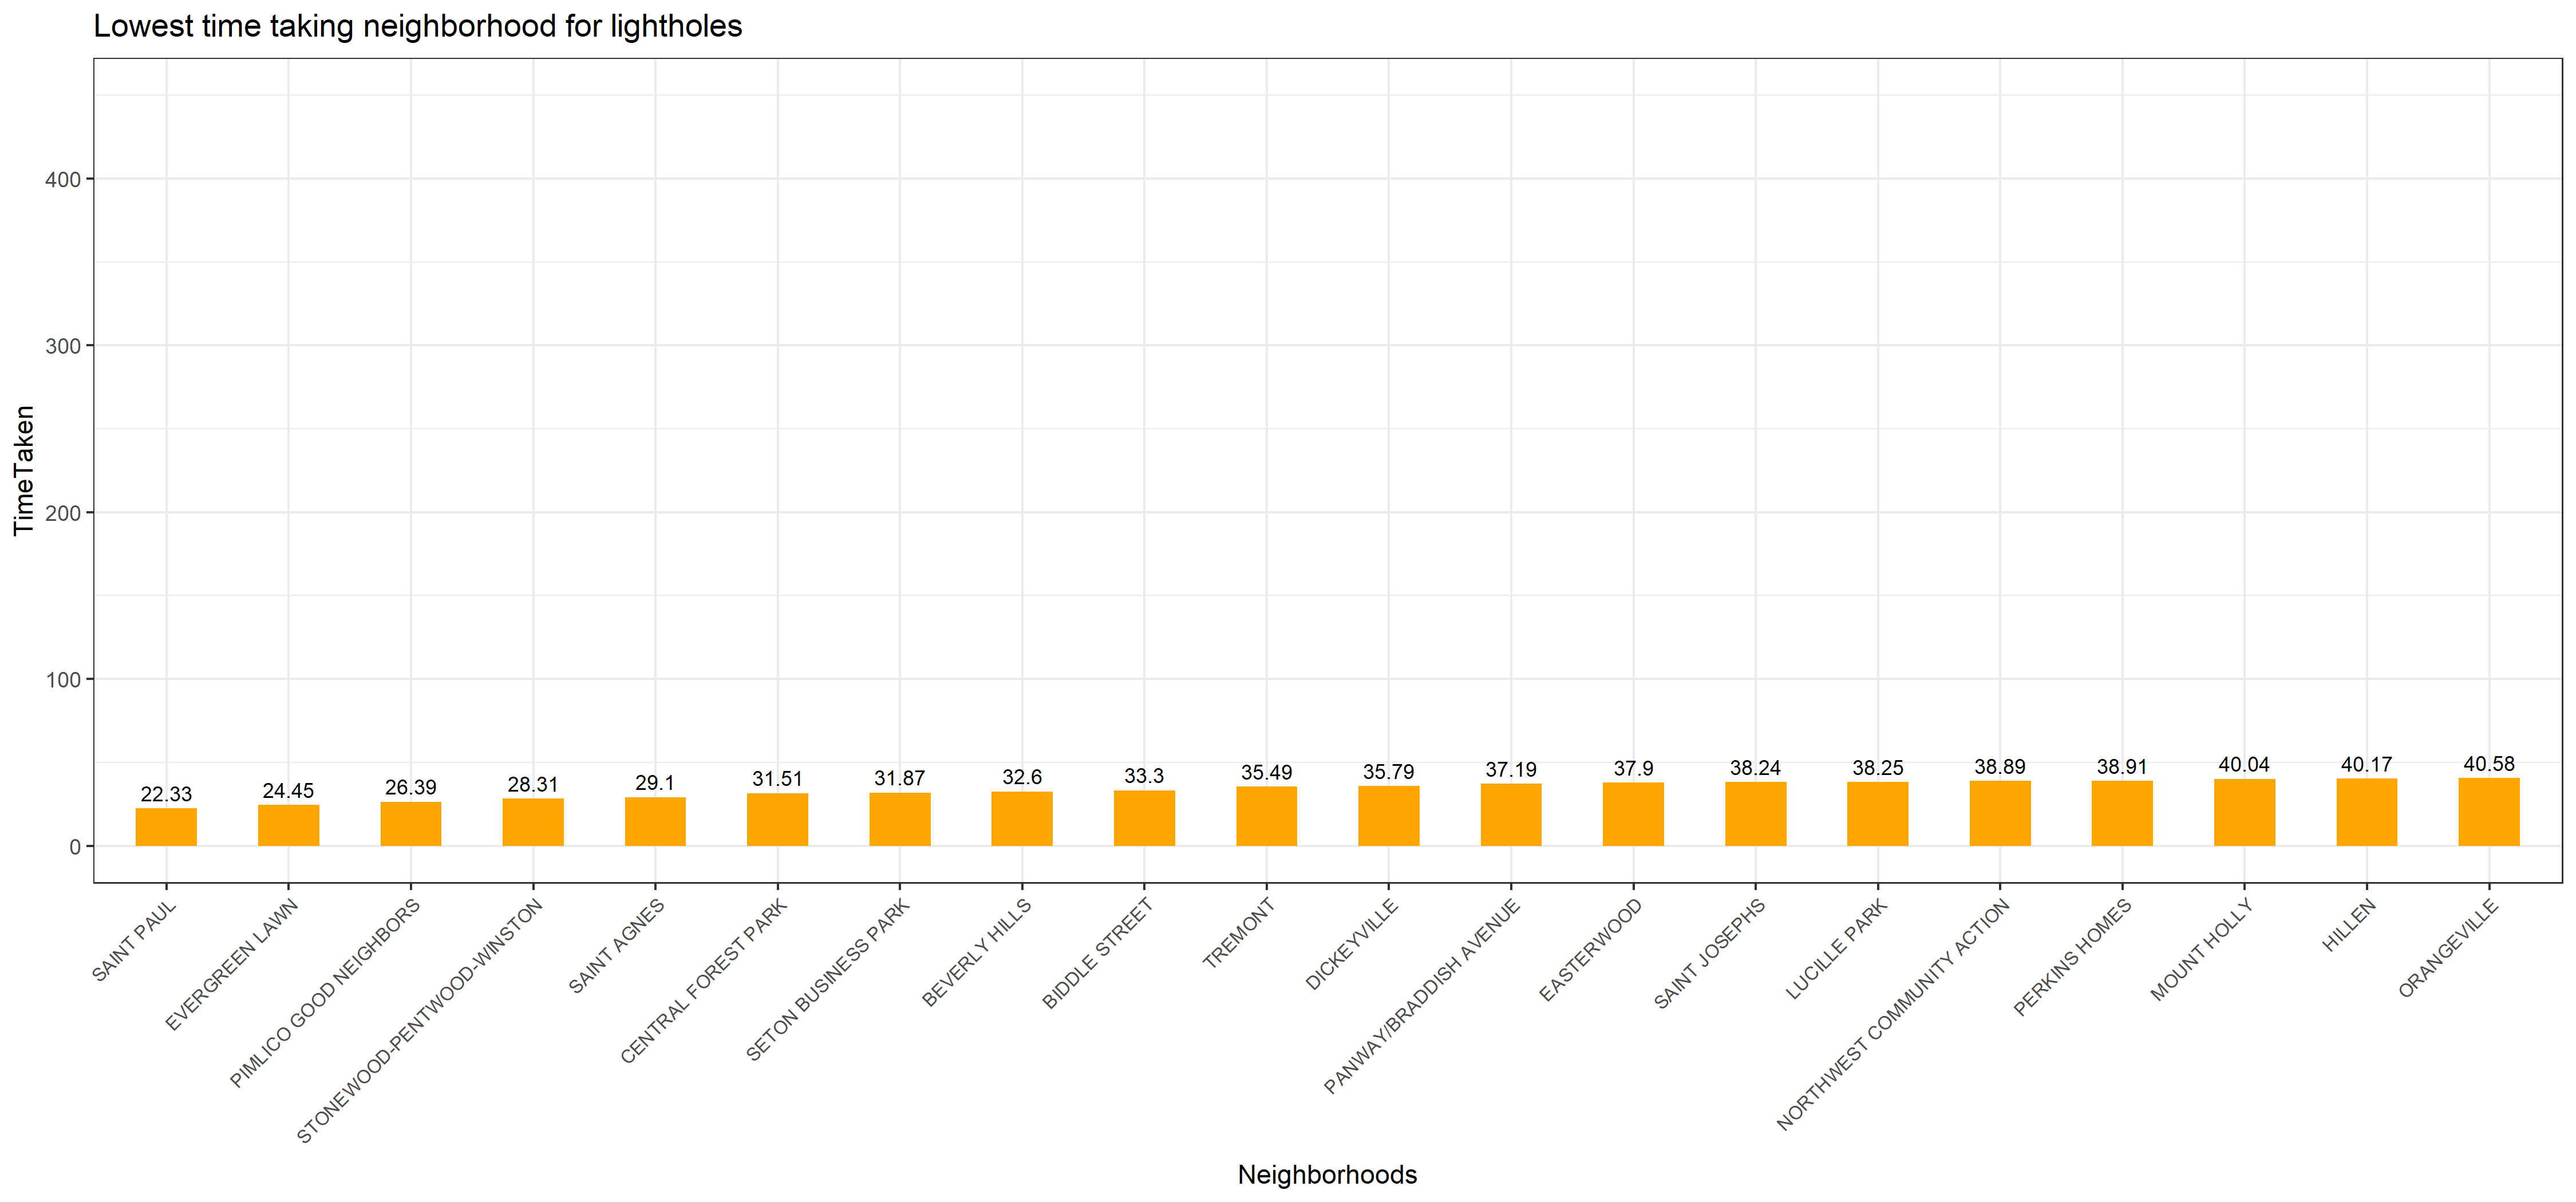 Lowest time taking neighborhood for lightholes
TimeTaken
400
300
200
100
0
22.33
24.45
26.39
28.31
29.1
31.51
31.87
32.6
33.3
35.49
35.79
37.19
37.9
38.24
38.25
38.89
38.91
40.04
40.17
40.58
SAINT PAUL
EVERGREEN LAWN
PIMLICO GOOD NEIGHBORS
STONEWOOD-PENTWOOD-WINSTON
SAINT AGNES
CENTRAL FOREST PARK
SETON BUSINESS PARK
BEVERLY HILLS
BIDDLE STREET
TREMONT
DICKEYVILLE
PANWAY/BRADDISH AVENUE
EASTERWOOD
SAINT JOSEPHS
LUCILLE PARK
NORTHWEST COMMUNITY ACTION
PERKINS HOMES
MOUNT HOLLY
HILLEN
ORANGEVILLE
Neighborhoods